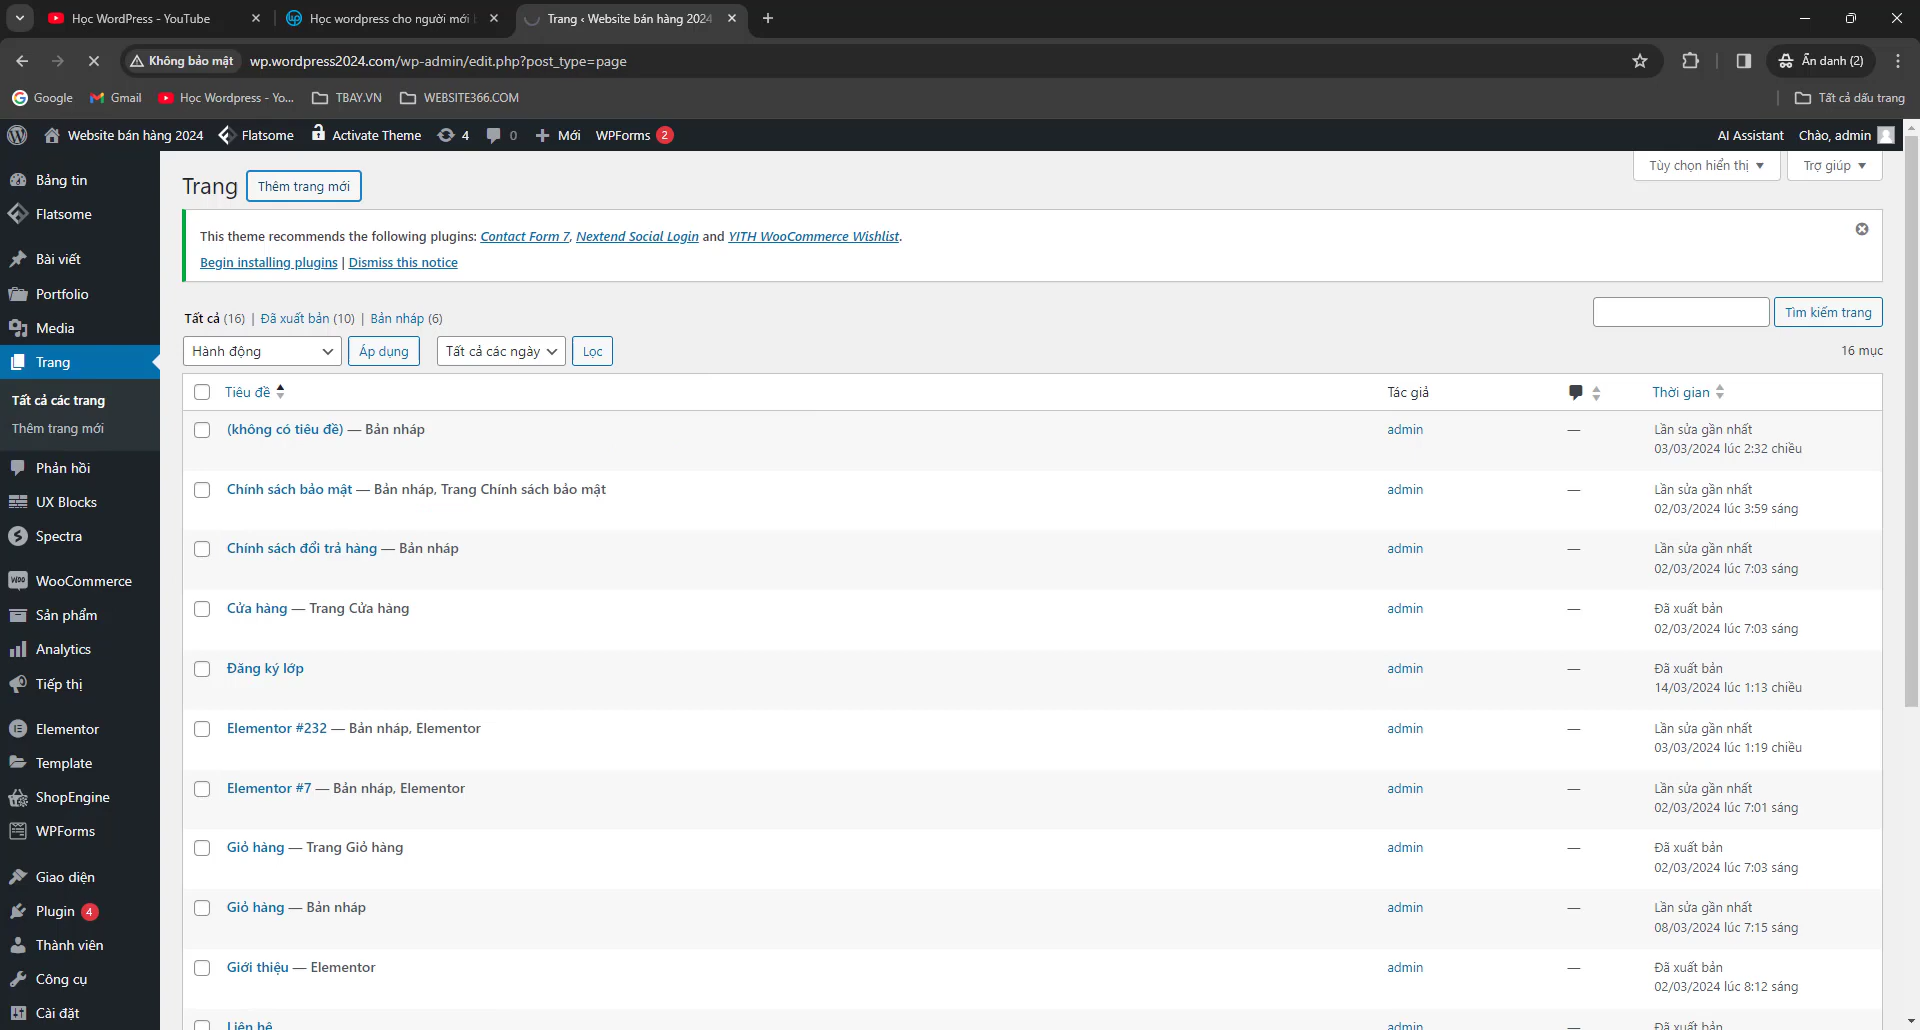 Học WordPress - YouTube
Học wordpress cho người mới
Trang ‹ Website bán hàng 2024
Không bảo mật
wp.wordpress2024.com/wp-admin/edit.php?post_type=page
Ẩn danh (2)
Google
Gmail
Học Wordpress - Yo...
TBAY.VN
WEBSITE366.COM
Tất cả dấu trang
Website bán hàng 2024
Flatsome
Activate Theme
4
0
Mới
WPForms 2
AI Assistant
Chào, admin
Bảng tin
Flatsome
Bài viết
Portfolio
Media
Trang
Tất cả các trang
Thêm trang mới
Phản hồi
UX Blocks
Spectra
WooCommerce
Sản phẩm
Analytics
Tiếp thị
Elementor
Template
ShopEngine
WPForms
Giao diện
Plugin 4
Thành viên
Công cụ
Cài đặt
Tùy chọn hiển thị
Trợ giúp
Trang
Thêm trang mới
This theme recommends the following plugins: Contact Form 7, Nextend Social Login and YITH WooCommerce Wishlist.
Begin installing plugins | Dismiss this notice
Tất cả (16) | Đã xuất bản (10) | Bản nháp (6)
Tìm kiếm trang
Hành động
Áp dụng
Tất cả các ngày
Lọc
16 mục
Tiêu đề
Tác giả
Thời gian
(không có tiêu đề) — Bản nháp
admin
—
Lần sửa gần nhất
03/03/2024 lúc 2:32 chiều
Chính sách bảo mật — Bản nháp, Trang Chính sách bảo mật
admin
—
Lần sửa gần nhất
02/03/2024 lúc 3:59 sáng
Chính sách đổi trả hàng — Bản nháp
admin
—
Lần sửa gần nhất
02/03/2024 lúc 7:03 sáng
Cửa hàng — Trang Cửa hàng
admin
—
Đã xuất bản
02/03/2024 lúc 7:03 sáng
Đăng ký lớp
admin
—
Đã xuất bản
14/03/2024 lúc 1:13 chiều
Elementor #232 — Bản nháp, Elementor
admin
—
Lần sửa gần nhất
03/03/2024 lúc 1:19 chiều
Elementor #7 — Bản nháp, Elementor
admin
—
Lần sửa gần nhất
02/03/2024 lúc 7:01 sáng
Giỏ hàng — Trang Giỏ hàng
admin
—
Đã xuất bản
02/03/2024 lúc 7:03 sáng
Giỏ hàng — Bản nháp
admin
—
Lần sửa gần nhất
08/03/2024 lúc 7:15 sáng
Giới thiệu — Elementor
admin
—
Đã xuất bản
02/03/2024 lúc 8:12 sáng
Liên hệ
admin
Đã xuất bản